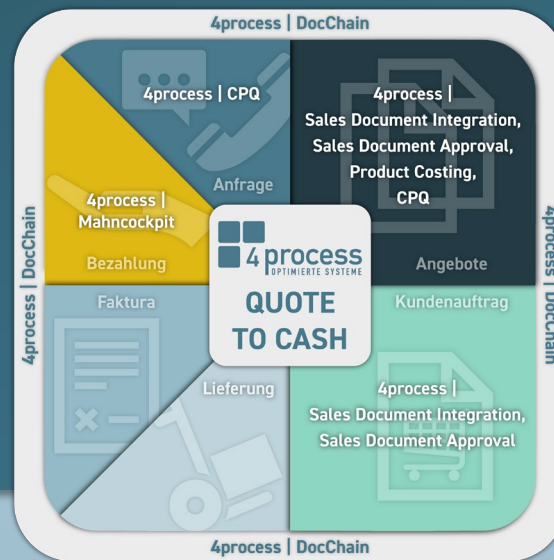 4process | DocChain
4process | CPQ
Anfrage
4process |
Sales Document Integration,
Sales Document Approval,
Product Costing,
CPQ
Angebote
4process |
Mahncockpit
Bezahlung
4process | DocChain
4process
OPTIMIERTE SYSTEME
QUOTE
TO CASH
4process | DocChain
Faktura
Lieferung
Kundenauftrag
4process |
Sales Document Integration,
Sales Document Approval
4process | DocChain